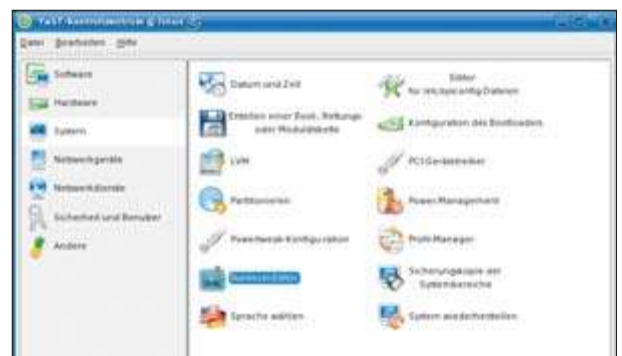 YaST-Kontrollzentrum @ linux
Datei Bearbeiten Hilfe
Software
Hardware
System
Netzwerkgeräte
Netzwerkdienste
Sicherheit und Benutzer
Andere
Datum und Zeit
Erstellen einer Boot-, Rettungs-
oder Moduldiskette
LVM
Partitionieren
Powertweak-Konfiguration
Runlevel-Editor
Sprache wählen
Editor
für /etc/sysconfig-Dateien
Konfiguration des Bootloaders
PCI-Gerätetreiber
Power-Management
Profil-Manager
Sicherungskopie der
Systembereiche
System wiederherstellen